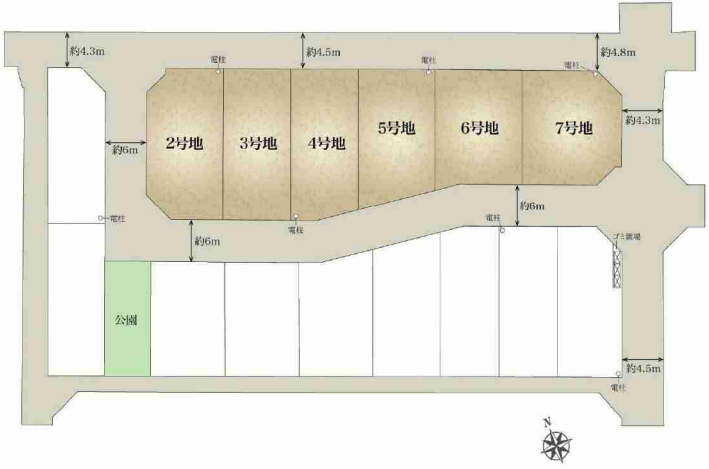 約4.3m
約4.5m
約4.8m
電柱
電柱
電柱
2号地
3号地
4号地
5号地
6号地
7号地
約4.3m
約6m
電柱
電柱
約6m
約6m
電柱
ゴミ置場
公園
約4.5m
電柱
N